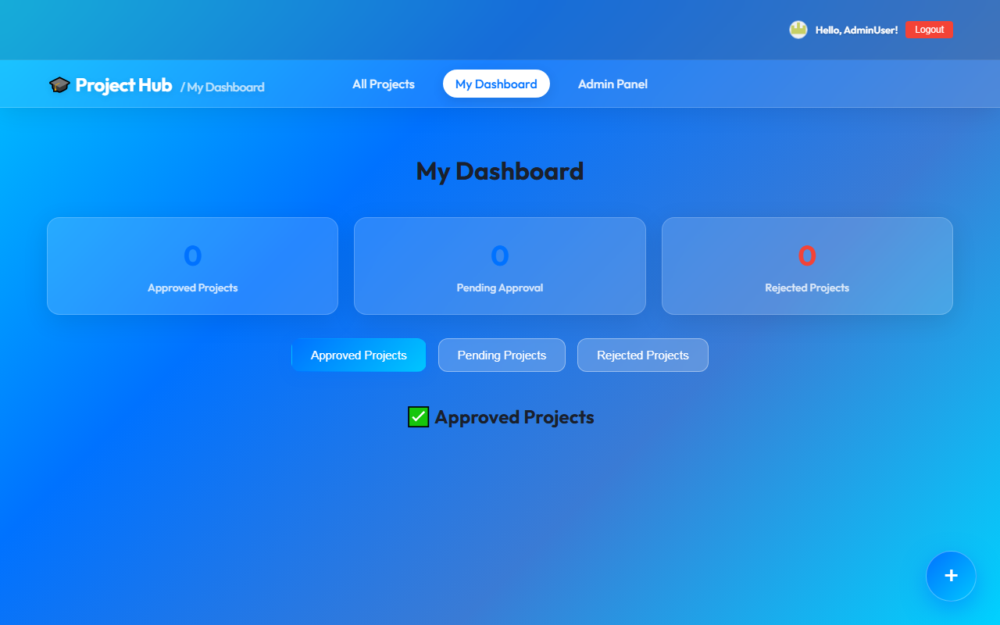 Hello, AdminUser! Logout
🎓 Project Hub / My Dashboard All Projects My Dashboard Admin Panel
My Dashboard
0 0 0
Approved Projects Pending Approval Rejected Projects
Approved Projects Pending Projects Rejected Projects
✅ Approved Projects
+